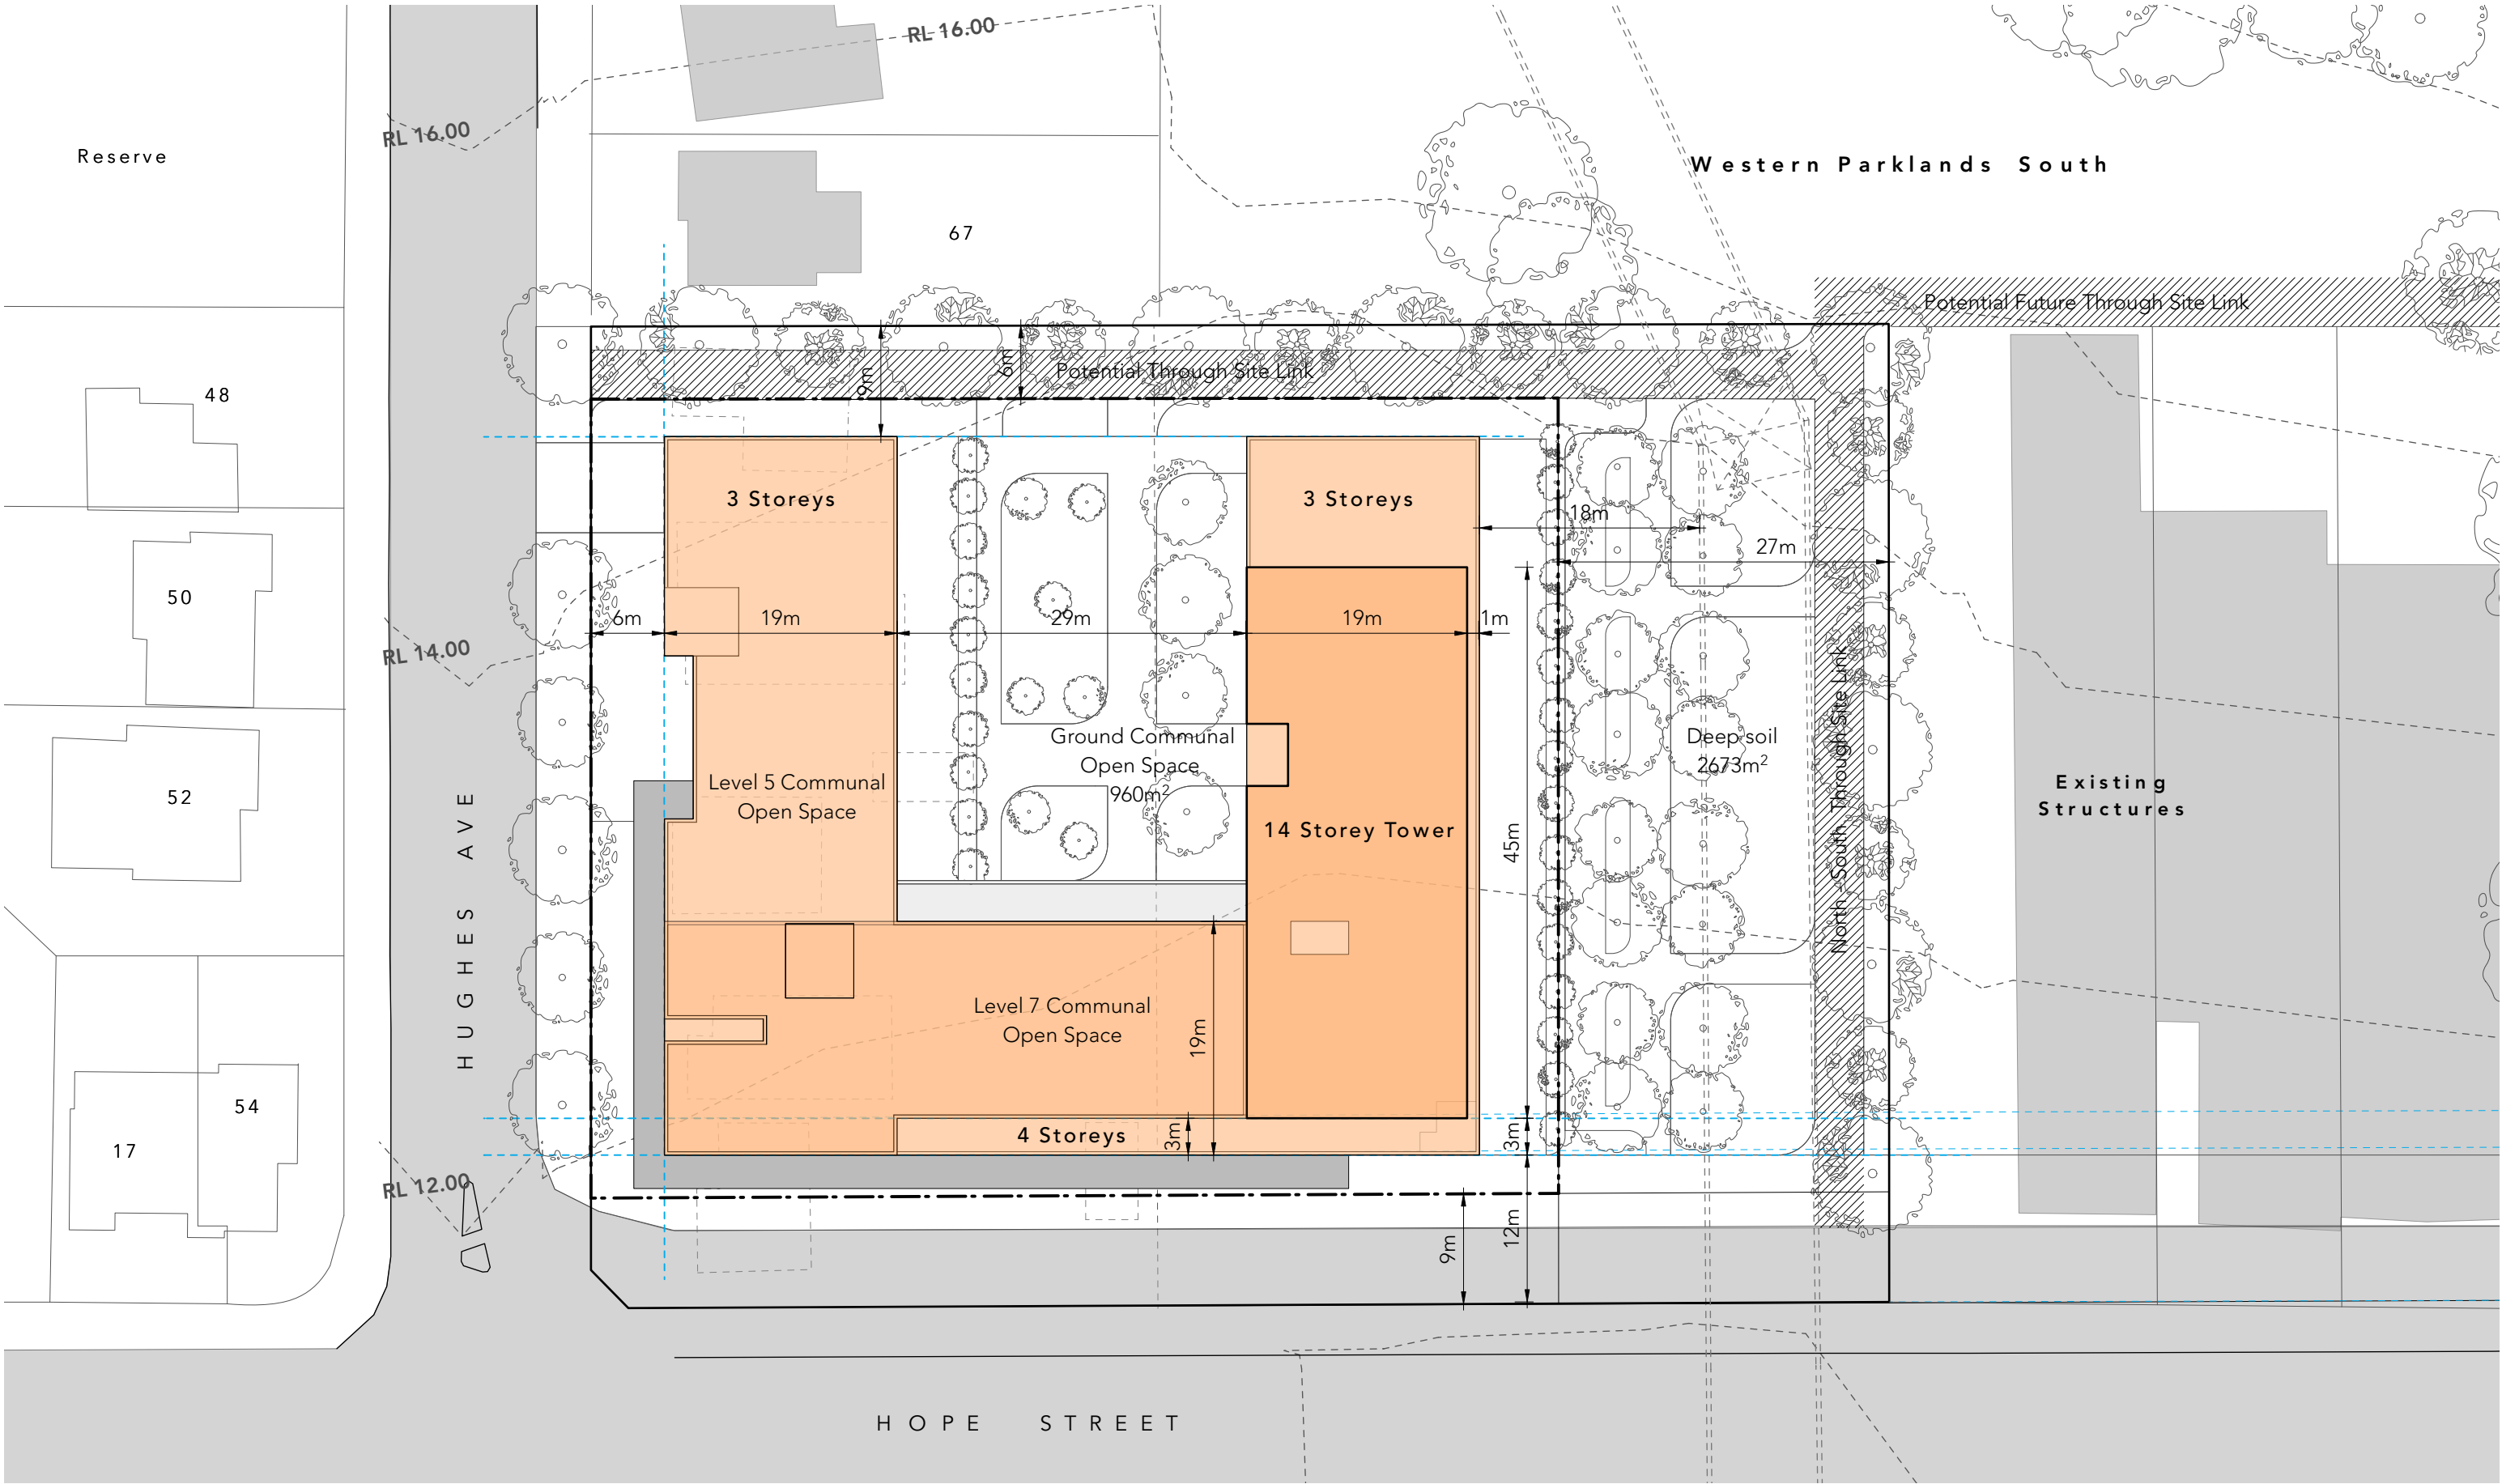 RL 16.00
RL 16.00
Reserve
Western Parklands South
67
Potential Future Through Site Link
9m
6m
Potential Through Site Link
48
3 Storeys
3 Storeys
18m
27m
50
6m
19m
29m
19m
1m
RL 14.00
North - South Through Site Link
Ground Communal
Open Space
960m²
Deep soil
2673m²
Level 5 Communal
Open Space
Existing
Structures
52
HUGHES AVE
14 Storey Tower
45m
Level 7 Communal
Open Space
19m
54
17
4 Storeys
3m
3m
RL 12.00
9m
12m
HOPE STREET